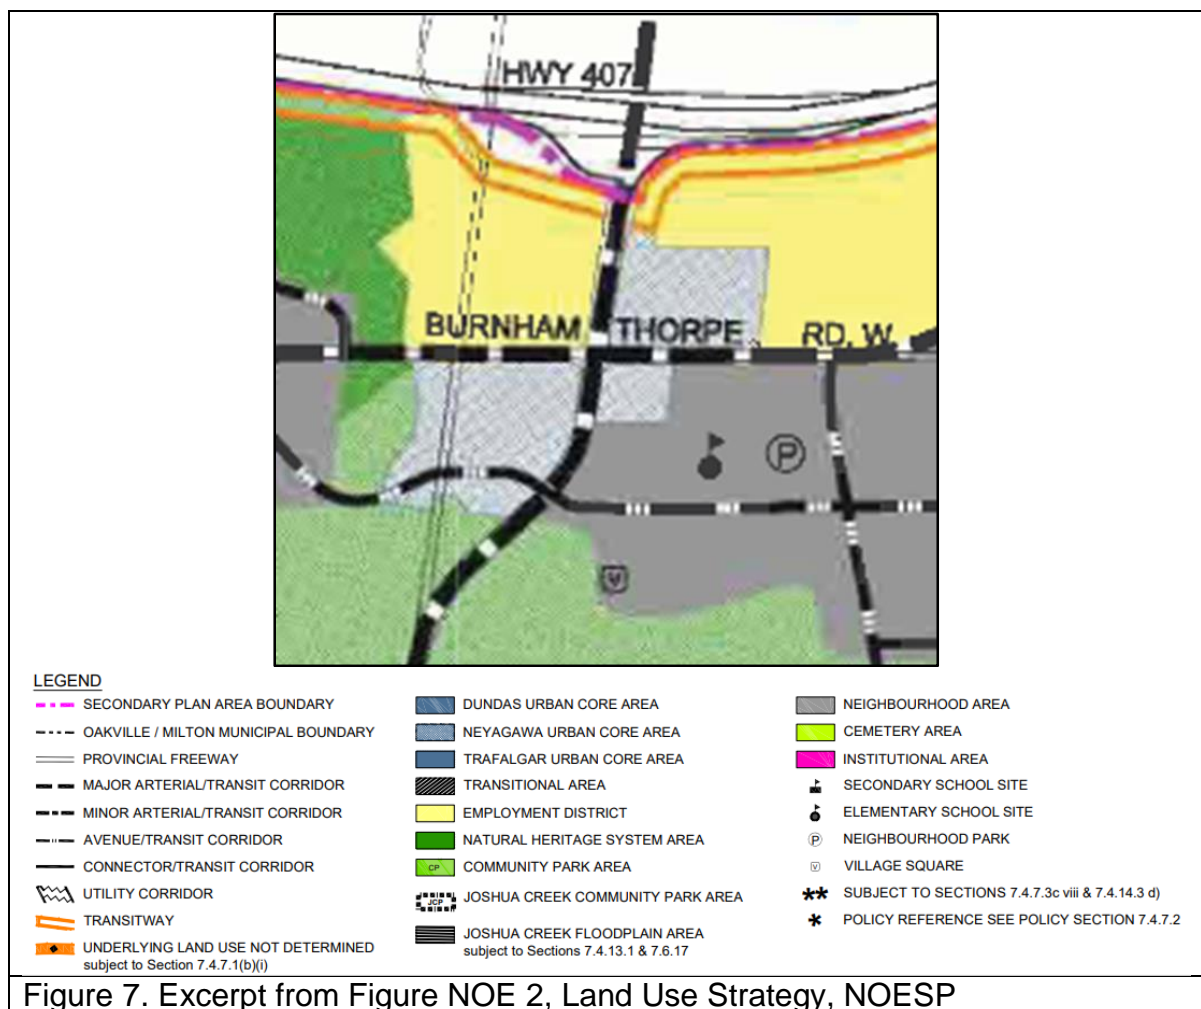 HWY 407
BURNHAM THORPE RD. W.
P
V
LEGEND
SECONDARY PLAN AREA BOUNDARY
OAKVILLE / MILTON MUNICIPAL BOUNDARY
PROVINCIAL FREEWAY
MAJOR ARTERIAL/TRANSIT CORRIDOR
MINOR ARTERIAL/TRANSIT CORRIDOR
AVENUE/TRANSIT CORRIDOR
CONNECTOR/TRANSIT CORRIDOR
UTILITY CORRIDOR
TRANSITWAY
UNDERLYING LAND USE NOT DETERMINED
subject to Section 7.4.7.1(b)(i)
DUNDAS URBAN CORE AREA
NEYAGAWA URBAN CORE AREA
TRAFALGAR URBAN CORE AREA
TRANSITIONAL AREA
EMPLOYMENT DISTRICT
NATURAL HERITAGE SYSTEM AREA
CP COMMUNITY PARK AREA
JCP JOSHUA CREEK COMMUNITY PARK AREA
JOSHUA CREEK FLOODPLAIN AREA
subject to Sections 7.4.13.1 & 7.6.17
NEIGHBOURHOOD AREA
CEMETERY AREA
INSTITUTIONAL AREA
SECONDARY SCHOOL SITE
ELEMENTARY SCHOOL SITE
P NEIGHBOURHOOD PARK
V VILLAGE SQUARE
** SUBJECT TO SECTIONS 7.4.7.3c viii & 7.4.14.3 d)
* POLICY REFERENCE SEE POLICY SECTION 7.4.7.2
Figure 7. Excerpt from Figure NOE 2, Land Use Strategy, NOESP